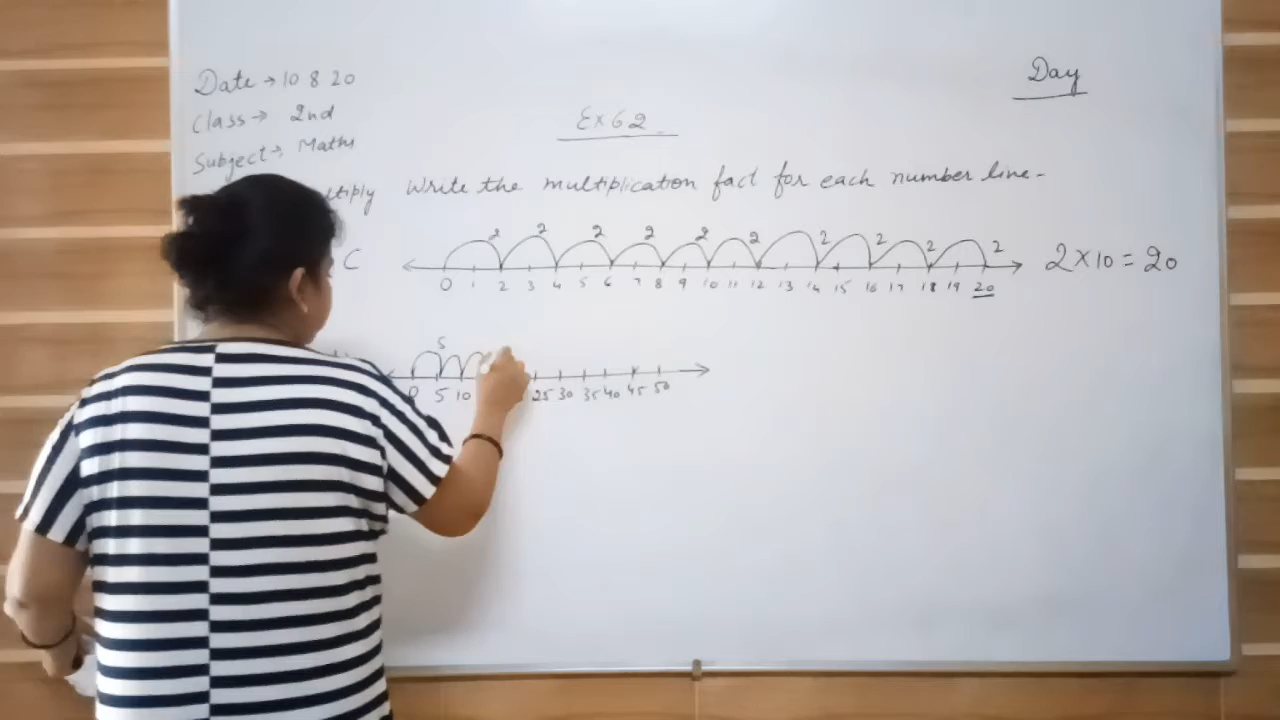 Date → 10 8 20
Day
Class → 2nd
Ex 6 2
Subject → Maths
Write the multiplication fact for each number line-
2 2 2 2 2 2 2 2 2 2
C
2 × 10 = 20
0 1 2 3 4 5 6 7 8 9 10 11 12 13 14 15 16 17 18 19 20
5
0 5 10 25 30 35 40 45 50